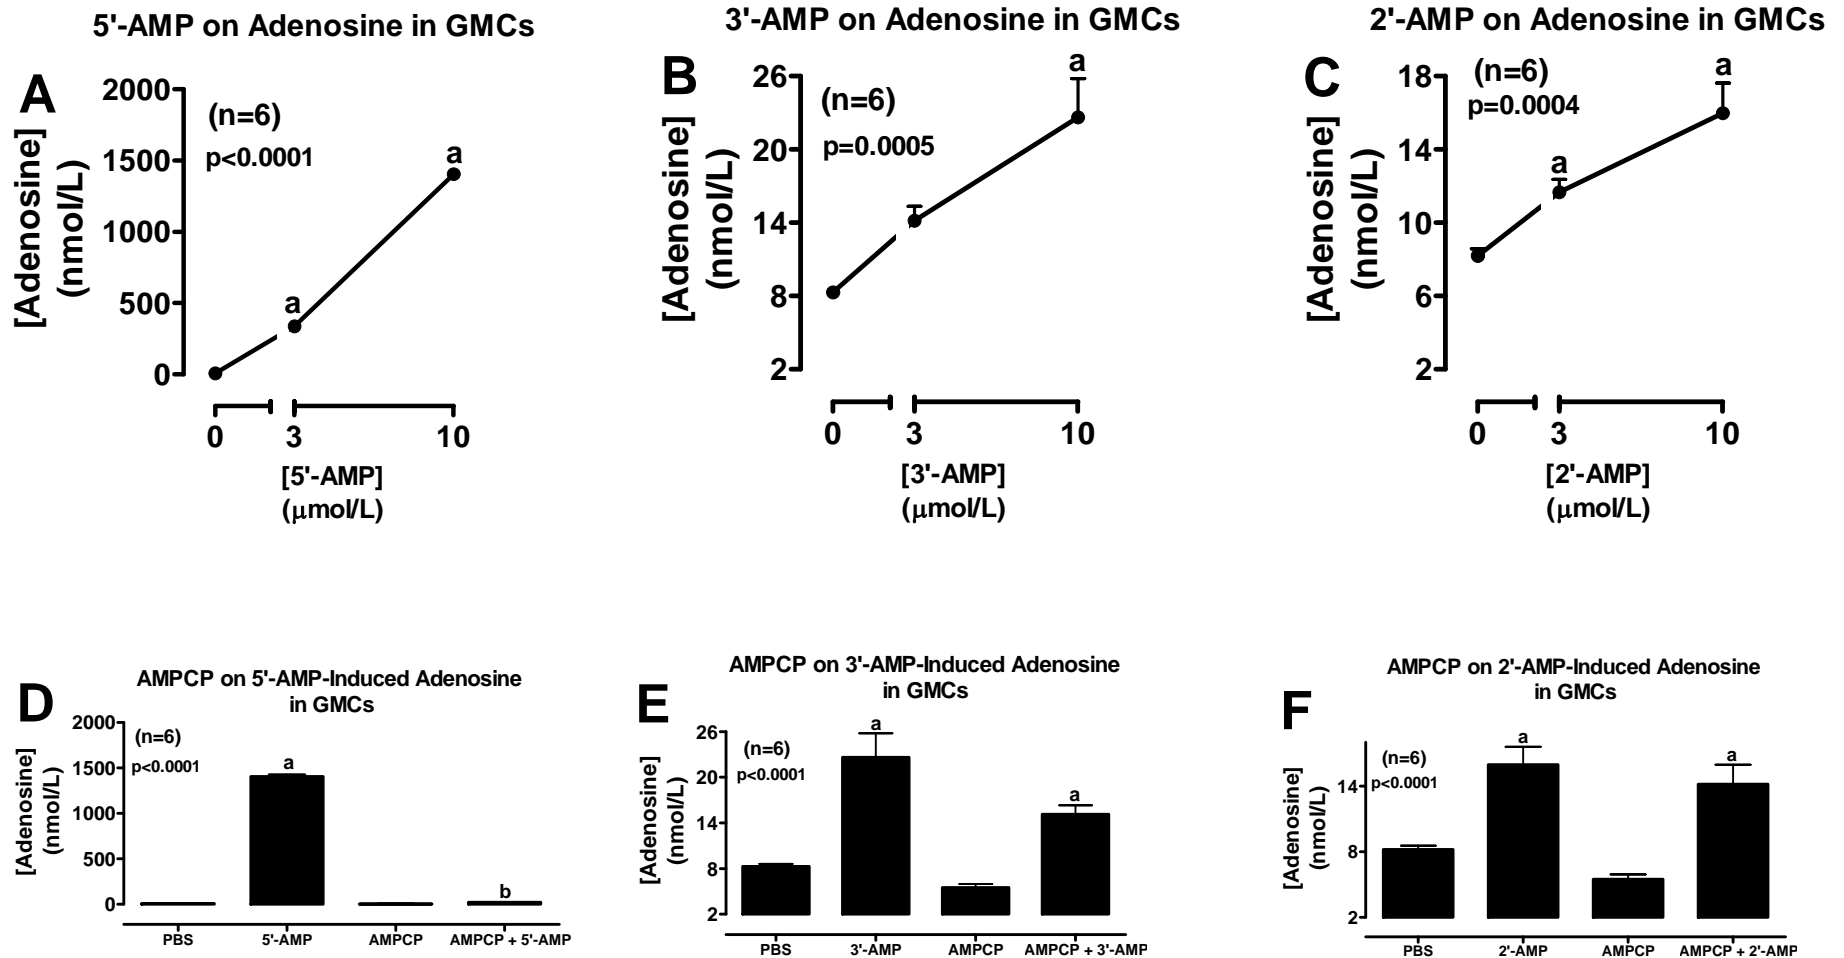 5'-AMP on Adenosine in GMCs
A
[Adenosine]
(nmol/L)
2000
1500
1000
500
0
(n=6)
p<0.0001
a
a
0
3
10
[5'-AMP]
(μmol/L)
3'-AMP on Adenosine in GMCs
B
[Adenosine]
(nmol/L)
26
20
14
8
2
(n=6)
p=0.0005
a
0
3
10
[3'-AMP]
(μmol/L)
2'-AMP on Adenosine in GMCs
C
[Adenosine]
(nmol/L)
18
14
10
6
2
(n=6)
p=0.0004
a
a
0
3
10
[2'-AMP]
(μmol/L)
AMPCP on 5'-AMP-Induced Adenosine
in GMCs
D
[Adenosine]
(nmol/L)
2000
1500
1000
500
0
(n=6)
p<0.0001
a
b
PBS
5'-AMP
AMPCP
AMPCP + 5'-AMP
AMPCP on 3'-AMP-Induced Adenosine
in GMCs
E
[Adenosine]
(nmol/L)
26
20
14
8
2
(n=6)
p<0.0001
a
a
PBS
3'-AMP
AMPCP
AMPCP + 3'-AMP
AMPCP on 2'-AMP-Induced Adenosine
in GMCs
F
[Adenosine]
(nmol/L)
14
8
2
(n=6)
p<0.0001
a
a
PBS
2'-AMP
AMPCP
AMPCP + 2'-AMP